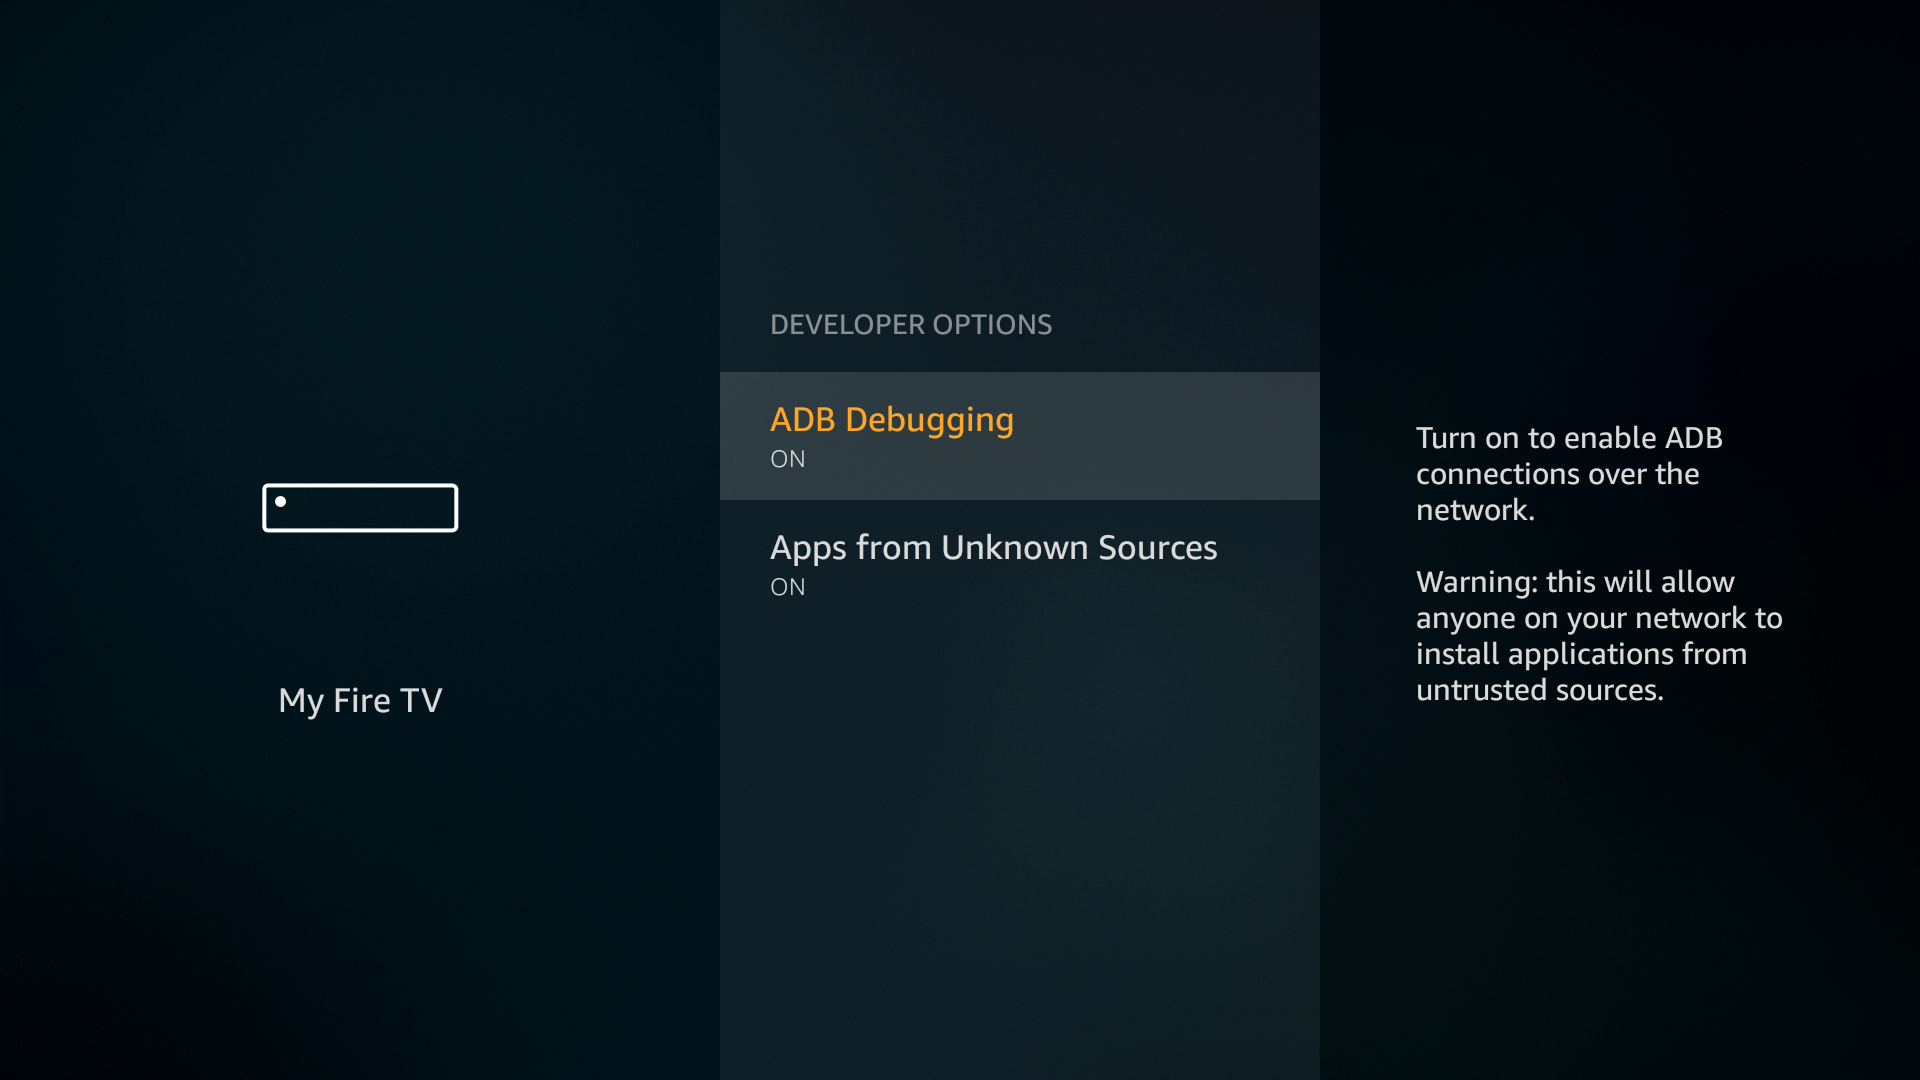 My Fire TV
DEVELOPER OPTIONS
ADB Debugging
ON
Apps from Unknown Sources
ON
Turn on to enable ADB
connections over the
network.
Warning: this will allow
anyone on your network to
install applications from
untrusted sources.